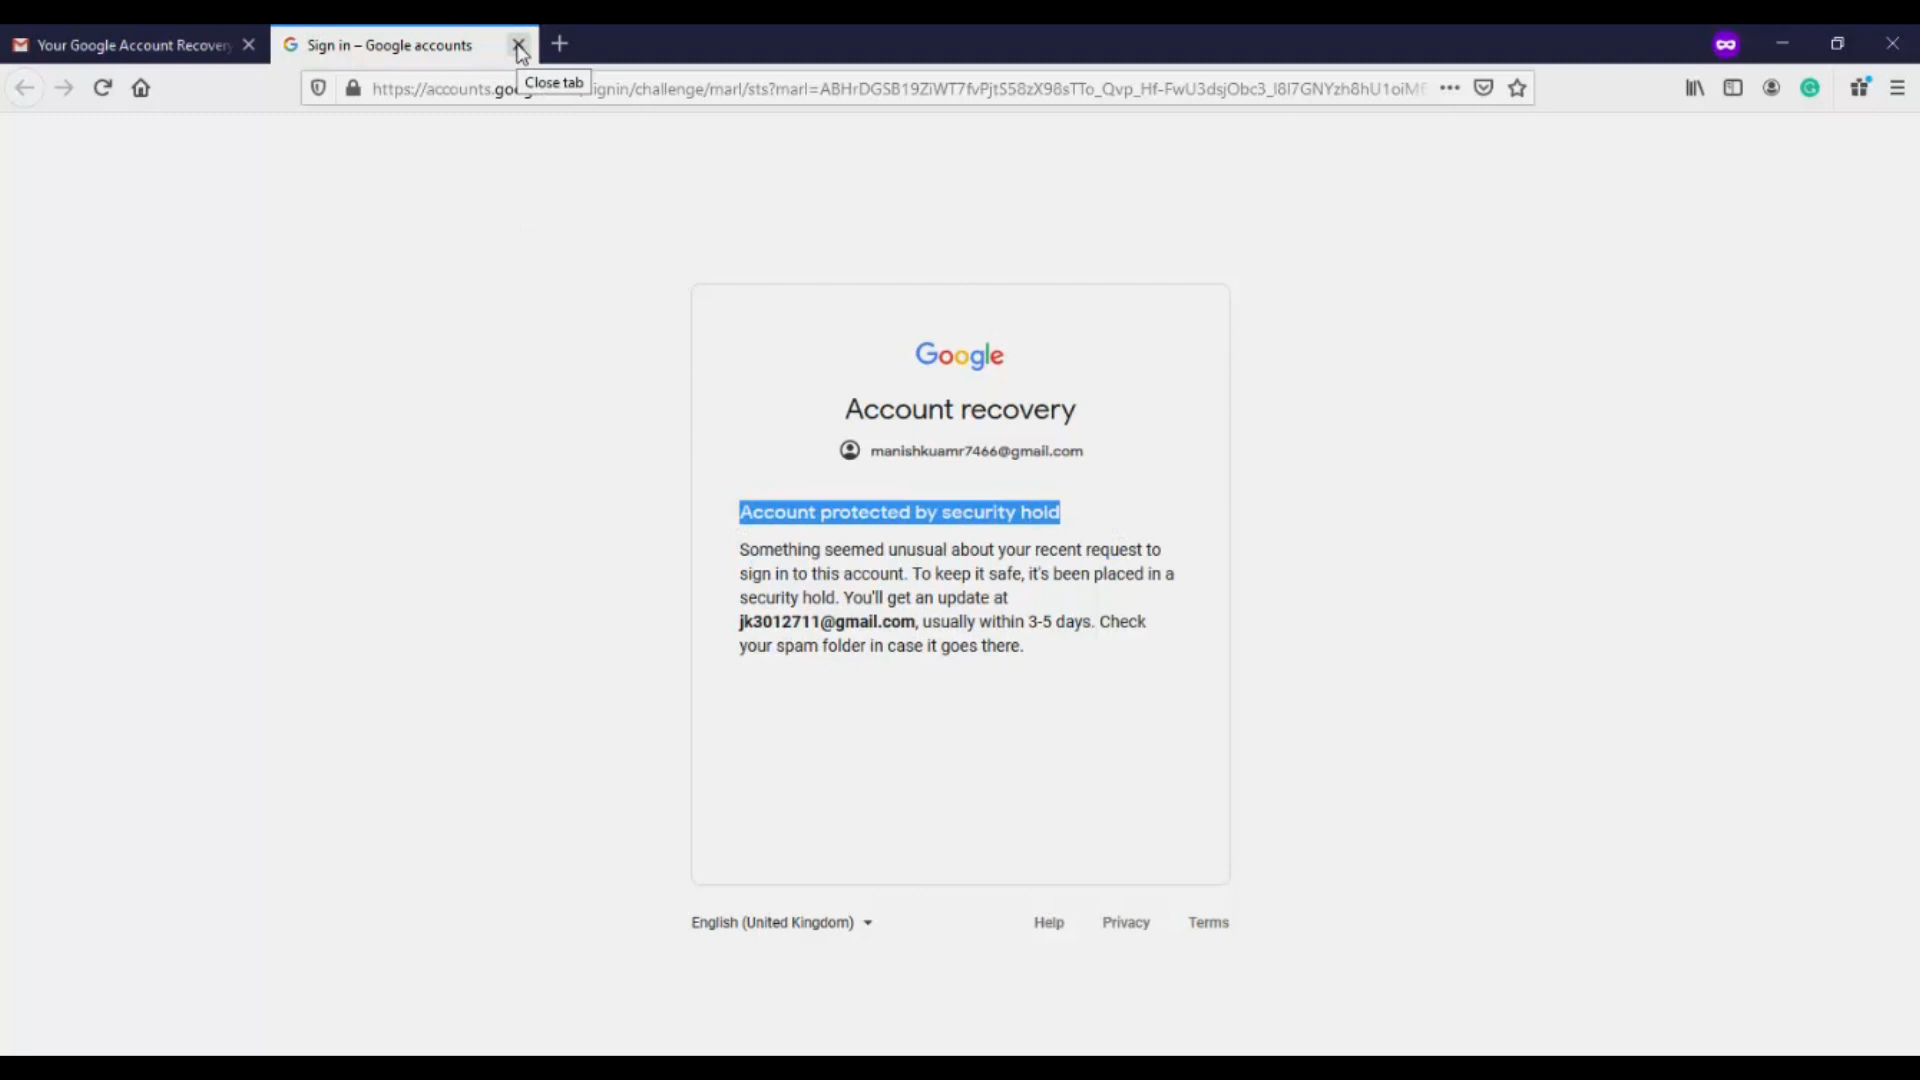 Your Google Account Recovery
Sign in – Google accounts
Close tab
https://accounts.goo
ignin/challenge/marl/sts?marl=ABHrDGSB19ZiWT7fvPjtS58zX98sTTo_Qvp_Hf-FwU3dsjObc3_I8I7GNYzh8hU1oiM
Google
Account recovery
manishkuamr7466@gmail.com
Account protected by security hold
Something seemed unusual about your recent request to
sign in to this account. To keep it safe, it's been placed in a
security hold. You'll get an update at
jk3012711@gmail.com, usually within 3-5 days. Check
your spam folder in case it goes there.
English (United Kingdom)
Help
Privacy
Terms